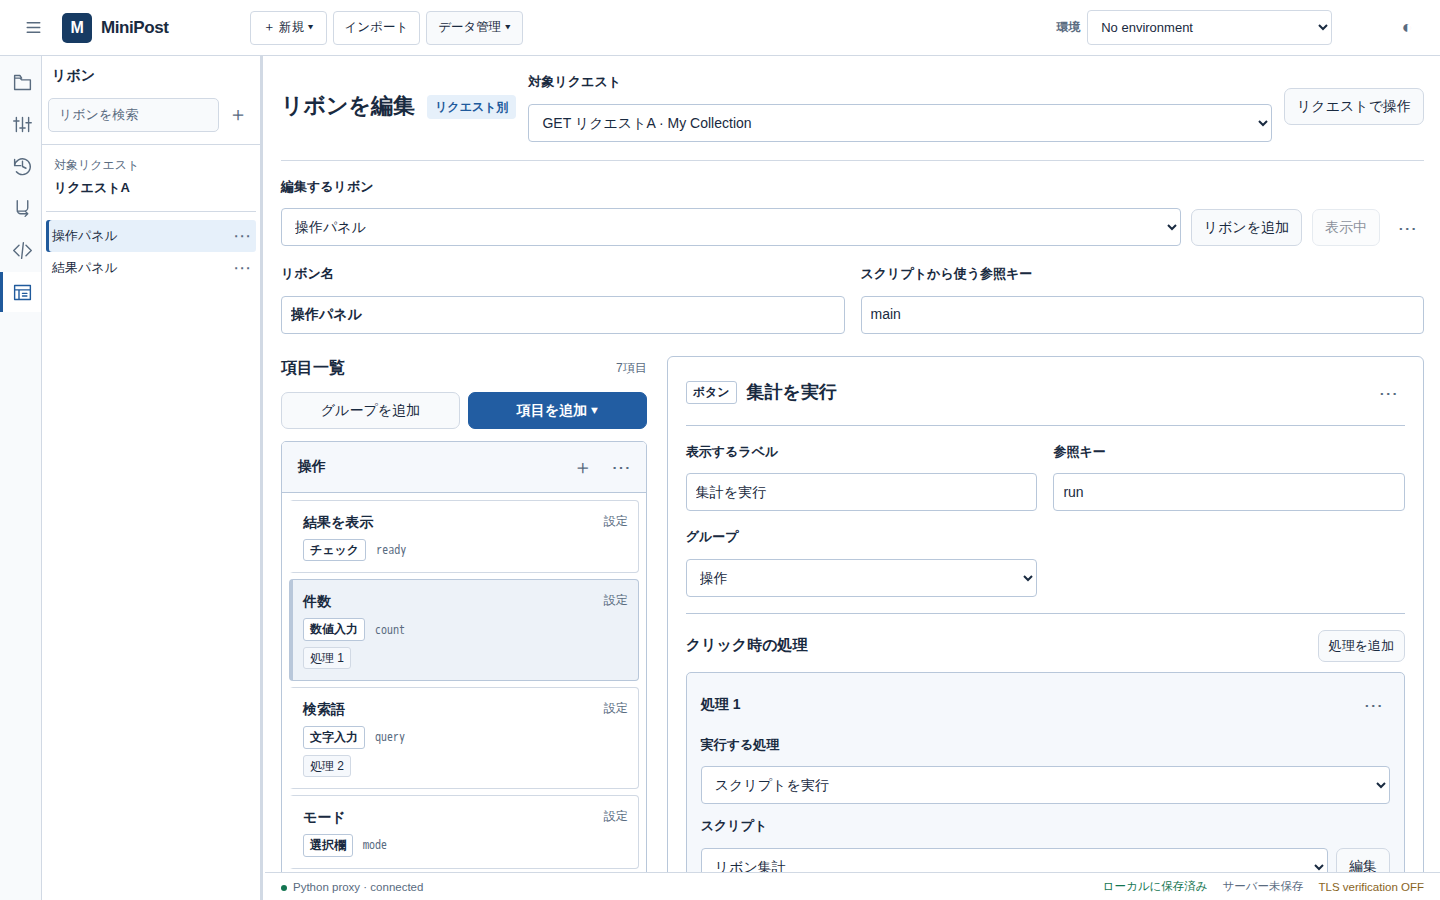 M MiniPost ＋ 新規 ▾ インポート データ管理 ▾ 環境 No environment
リボン
リボンを検索 ＋
対象リクエスト
リクエストA
操作パネル …
結果パネル …
リボンを編集 リクエスト別
対象リクエスト
GET リクエストA · My Collection
リクエストで操作
編集するリボン
操作パネル リボンを追加 表示中 …
リボン名 スクリプトから使う参照キー
操作パネル main
項目一覧 7項目
グループを追加 項目を追加 ▾
操作 ＋ …
結果を表示 設定
チェック ready
件数 設定
数値入力 count
処理 1
検索語 設定
文字入力 query
処理 2
モード 設定
選択欄 mode
ボタン 集計を実行 …
表示するラベル 参照キー
集計を実行 run
グループ
操作
クリック時の処理 処理を追加
処理 1 …
実行する処理
スクリプトを実行
スクリプト
リボン集計 編集
Python proxy · connected ローカルに保存済み サーバー未保存 TLS verification OFF